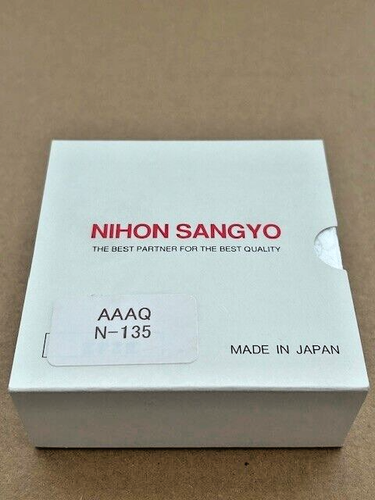 NIHON SANGYO
THE BEST PARTNER FOR THE BEST QUALITY
AAAQ
N-135
MADE IN JAPAN